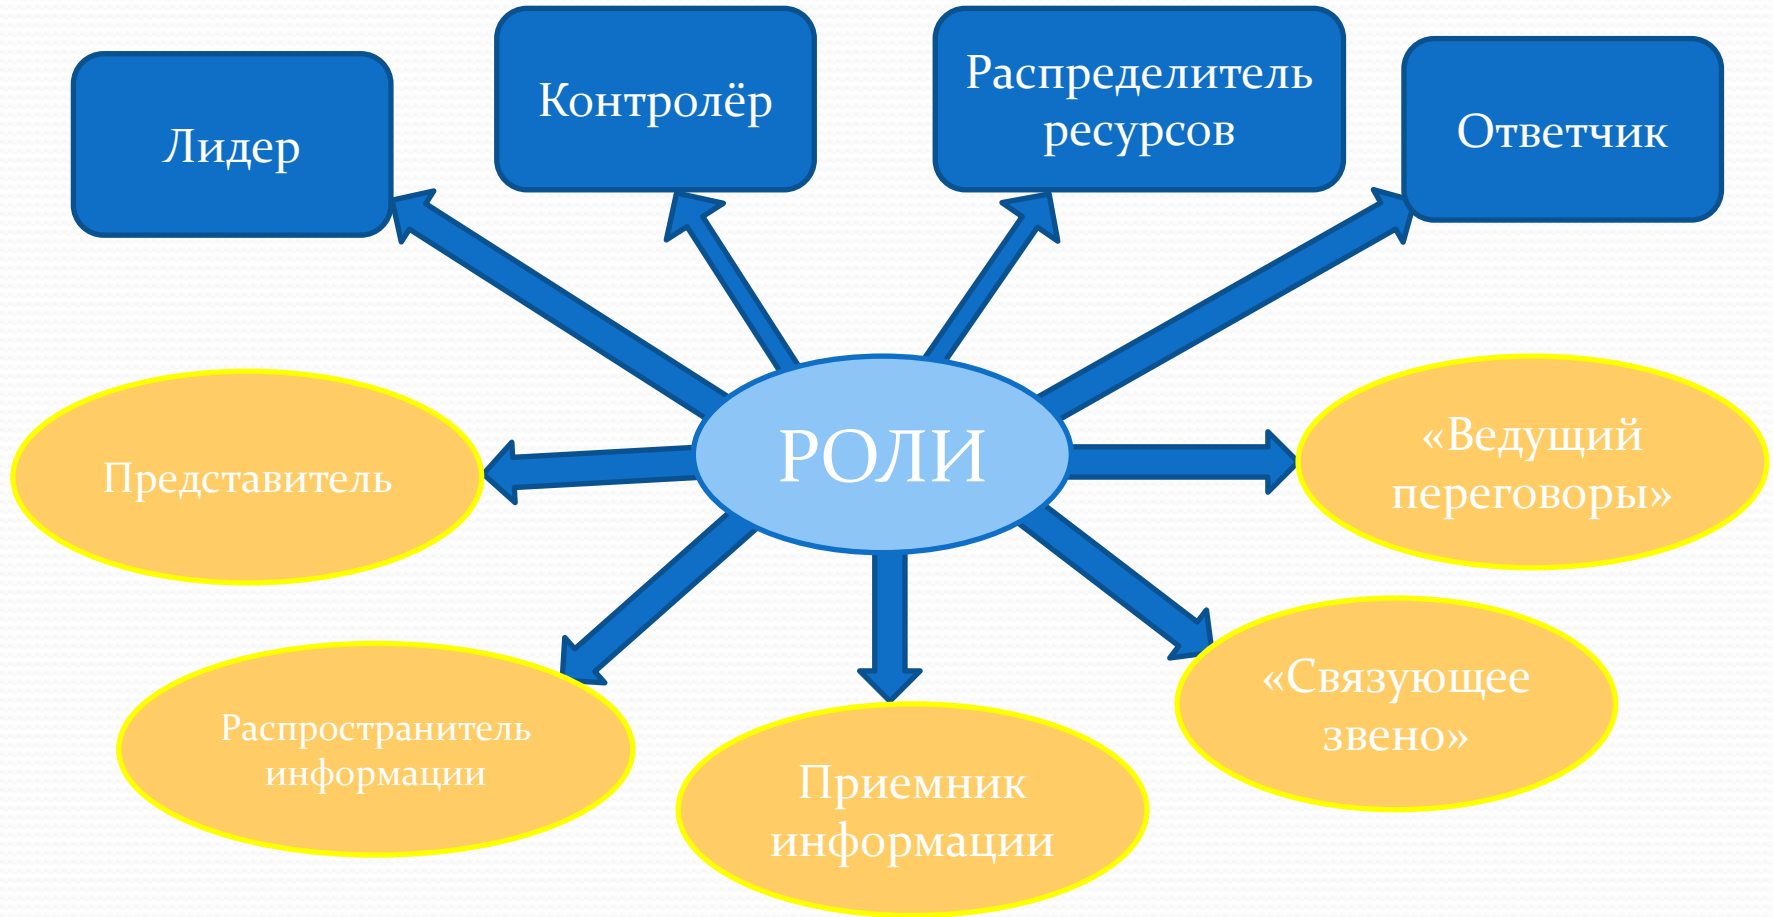 Лидер
Контролёр
Распределитель
ресурсов
Ответчик
РОЛИ
Представитель
«Ведущий
переговоры»
Распространитель
информации
Приемник
информации
«Связующее
звено»